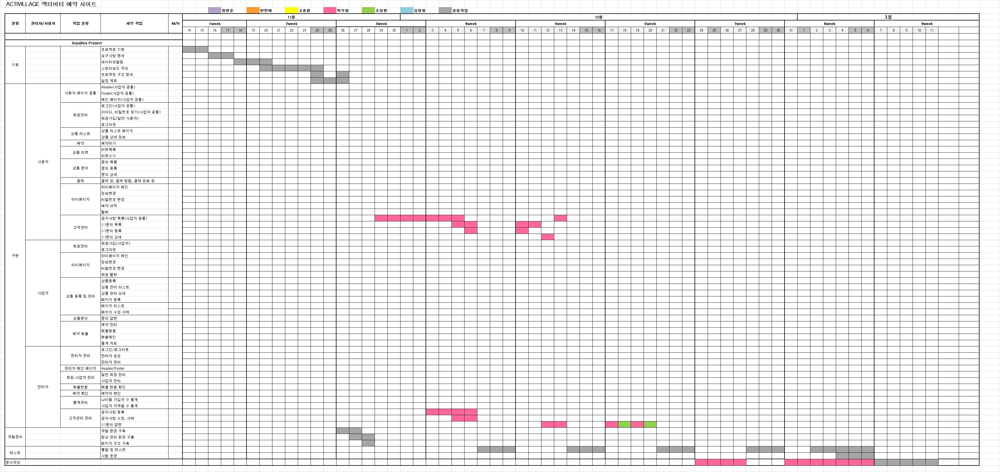 ACTIVILLAGE 액티비티 예약 사이트
정현준 한만제 고종륜 박우람 조성환 김정휘 공동작업
분류 관리자/사용자 작업 분류 세부 작업 M/H 11월 12월 1월
1week 2week 3week 4week 5week 6week 7week 8week 9week
14 15 16 17 18 19 20 21 22 23 24 25 26 27 28 29 30 1 2 3 4 5 6 7 8 9 10 11 12 13 14 15 16 17 18 19 20 21 22 23 24 25 26 27 28 29 30 31 1 2 3 4 5 6 7 8 9 10 11
GigaBox Project
기획
프로젝트 기획
요구사항 명세
데이터모델링
스토리보드 작성
프로젝트 구조 명세
일정 계획
구현
사용자
사용자 페이지 공통
Header(사업자 공통)
Footer(사업자 공통)
메인 페이지(사업자 공통)
회원관리
로그인(사업자 공통)
아이디, 비밀번호 찾기(사업자 공통)
회원가입(일반 사용자)
로그아웃
상품 리스트
상품 리스트 페이지
상품 상세 정보
예약 예약하기
상품 리뷰
리뷰목록
리뷰쓰기
상품 문의
문의 목록
문의 등록
문의 상세
결제 결제 창, 결제 방법, 결제 완료 창
마이페이지
마이페이지 메인
정보변경
비밀번호 변경
예약 내역
탈퇴
고객센터
공지사항 목록(사업자 공통)
1:1문의 목록
1:1문의 등록
1:1문의 상세
사업자
회원관리
회원가입(사업자)
로그아웃
마이페이지
마이페이지 메인
정보변경
비밀번호 변경
회원 탈퇴
상품 등록 및 관리
상품등록
상품 관리 리스트
상품 관리 상세
패키지 등록
패키지 리스트
패키지 수정,삭제
상품문의 문의 답변
예약 매출
예약 관리
매출형황
매출확인
통계 차트
관리자
관리자 관리
로그인/로그아웃
관리자 생성
관리자 관리
관리자 메인 페이지 Header/Footer
회원,사업자 관리
일반 회원 관리
사업자 관리
매출현황 매출 현황 확인
예약 확인 예약자 확인
통계관리
나이별 가입자 수 통계
사업자 지역별 수 통계
고객센터 관리
공지사항 등록
공지사항 수정, 삭제
1:1문의 답변
개발준비
개발 환경 구축
형상 관리 환경 구출
패키지 구조 구축
테스트
통합 및 테스트
시범 운영
문서작성